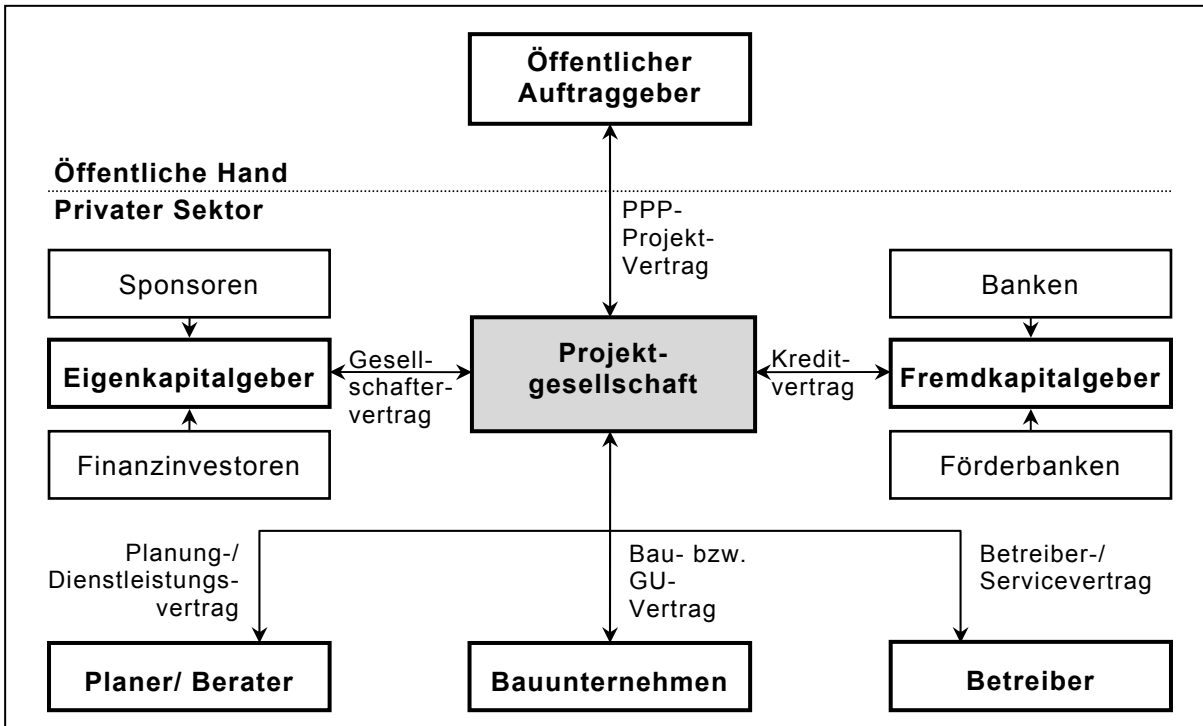 Öffentlicher
Auftraggeber
Öffentliche Hand
Privater Sektor
PPP-
Projekt-
Vertrag
Sponsoren
Eigenkapitalgeber
Finanzinvestoren
Gesell-
schafter-
vertrag
Projekt-
gesellschaft
Kredit-
vertrag
Banken
Fremdkapitalgeber
Förderbanken
Planung-/
Dienstleistungs-
vertrag
Bau- bzw.
GU-
Vertrag
Betreiber-/
Servicevertrag
Planer/ Berater
Bauunternehmen
Betreiber